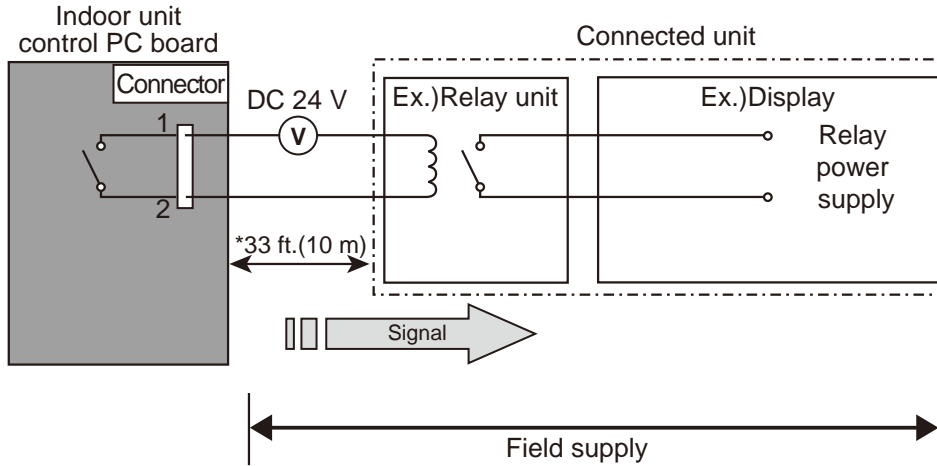 Indoor unit
control PC board
Connector
1
2
DC 24 V
V
*33 ft.(10 m)
Connected unit
Ex.)Relay unit
Ex.)Display
Relay
power
supply
Signal
Field supply